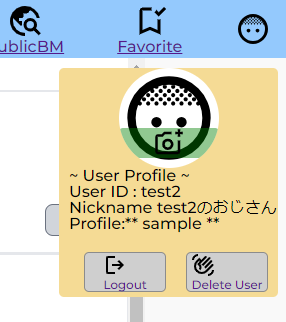 ublicBM Favorite
~ User Profile ~
User ID : test2
Nickname test2のおじさん
Profile:** sample **
Logout Delete User